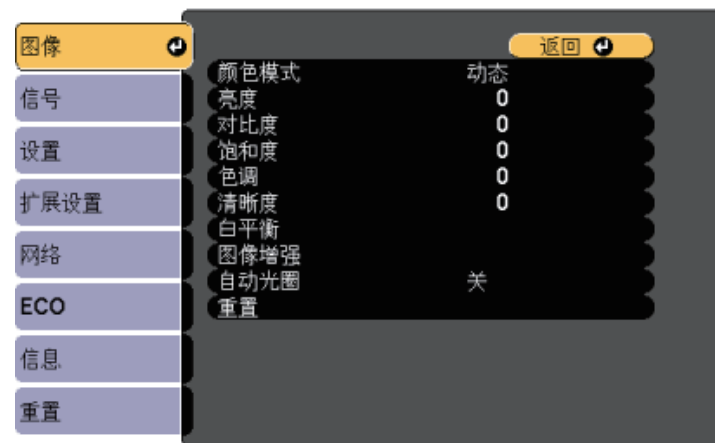 图像
信号
设置
扩展设置
网络
ECO
信息
重置
返回
颜色模式 动态
亮度 0
对比度 0
饱和度 0
色调 0
清晰度 0
白平衡
图像增强
自动光圈 关
重置